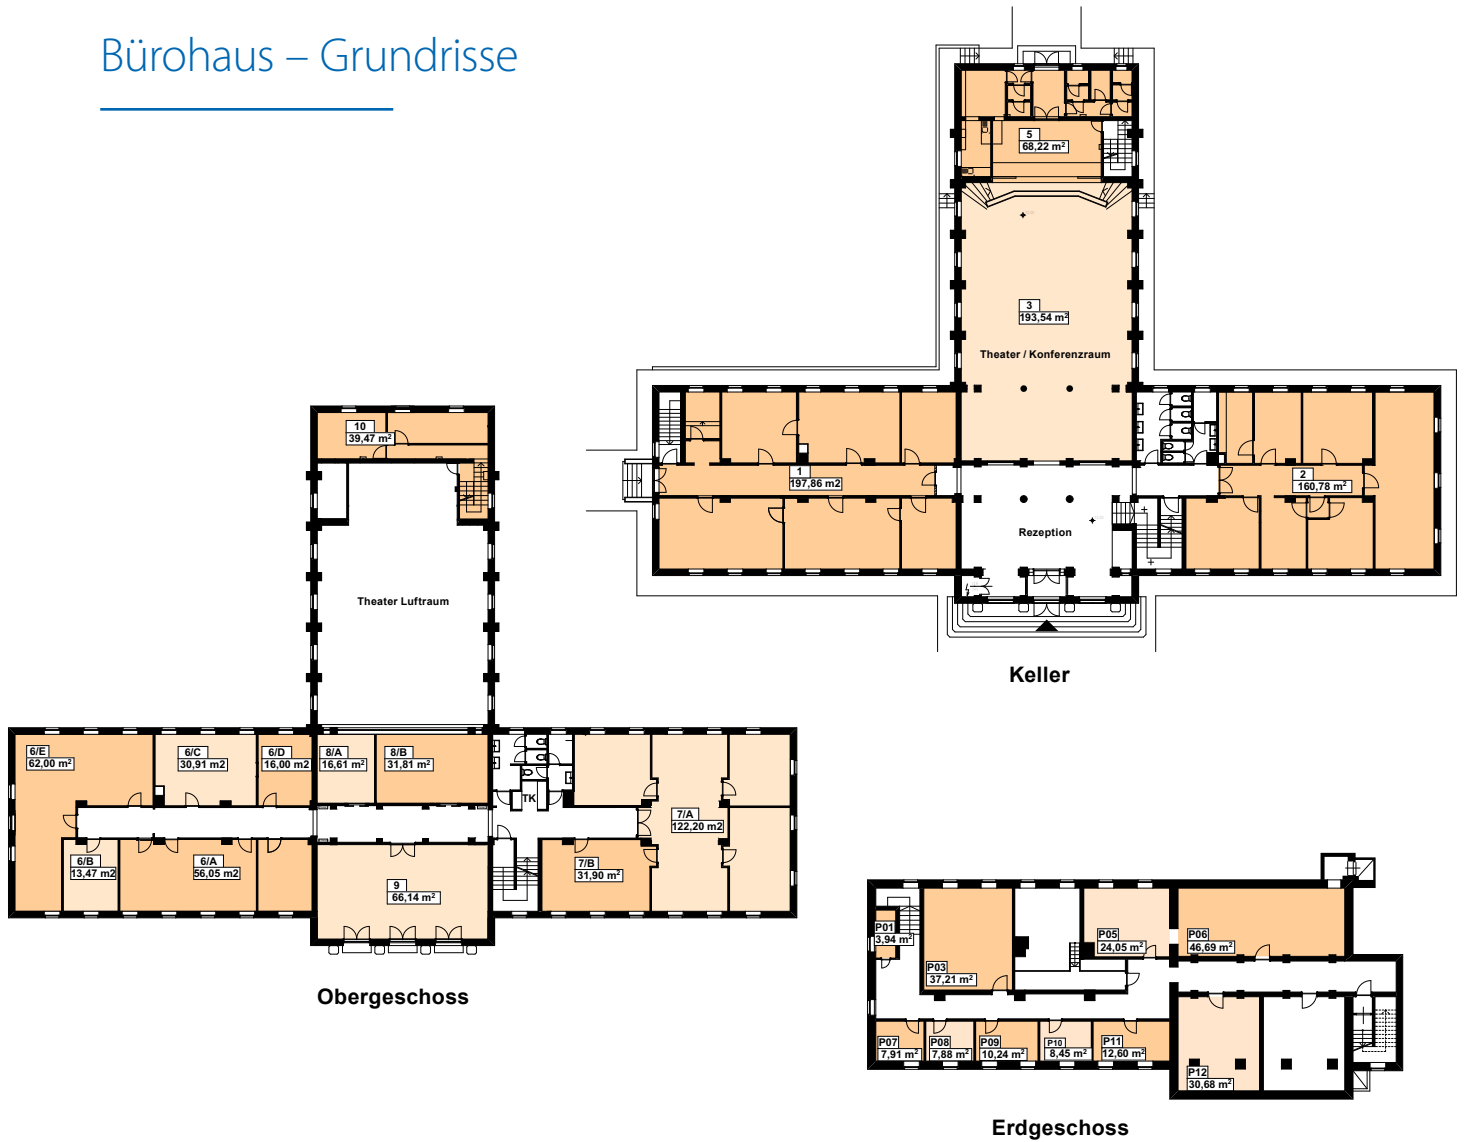 Bürohaus – Grundrisse
5
68,22 m²
3
193,54 m²
Theater / Konferenzraum
1
197,86 m2
2
160,78 m²
Rezeption
Keller
10
39,47 m²
Theater Luftraum
6/E
62,00 m²
6/C
30,91 m2
6/D
16,00 m2
8/A
16,61 m²
8/B
31,81 m²
TK
7/A
122,20 m2
6/B
13,47 m2
6/A
56,05 m2
9
66,14 m²
7/B
31,90 m²
Obergeschoss
P01
3,94 m²
P03
37,21 m²
P05
24,05 m²
P06
46,69 m²
P07
7,91 m²
P08
7,88 m²
P09
10,24 m²
P10
8,45 m²
P11
12,60 m²
P12
30,68 m²
Erdgeschoss